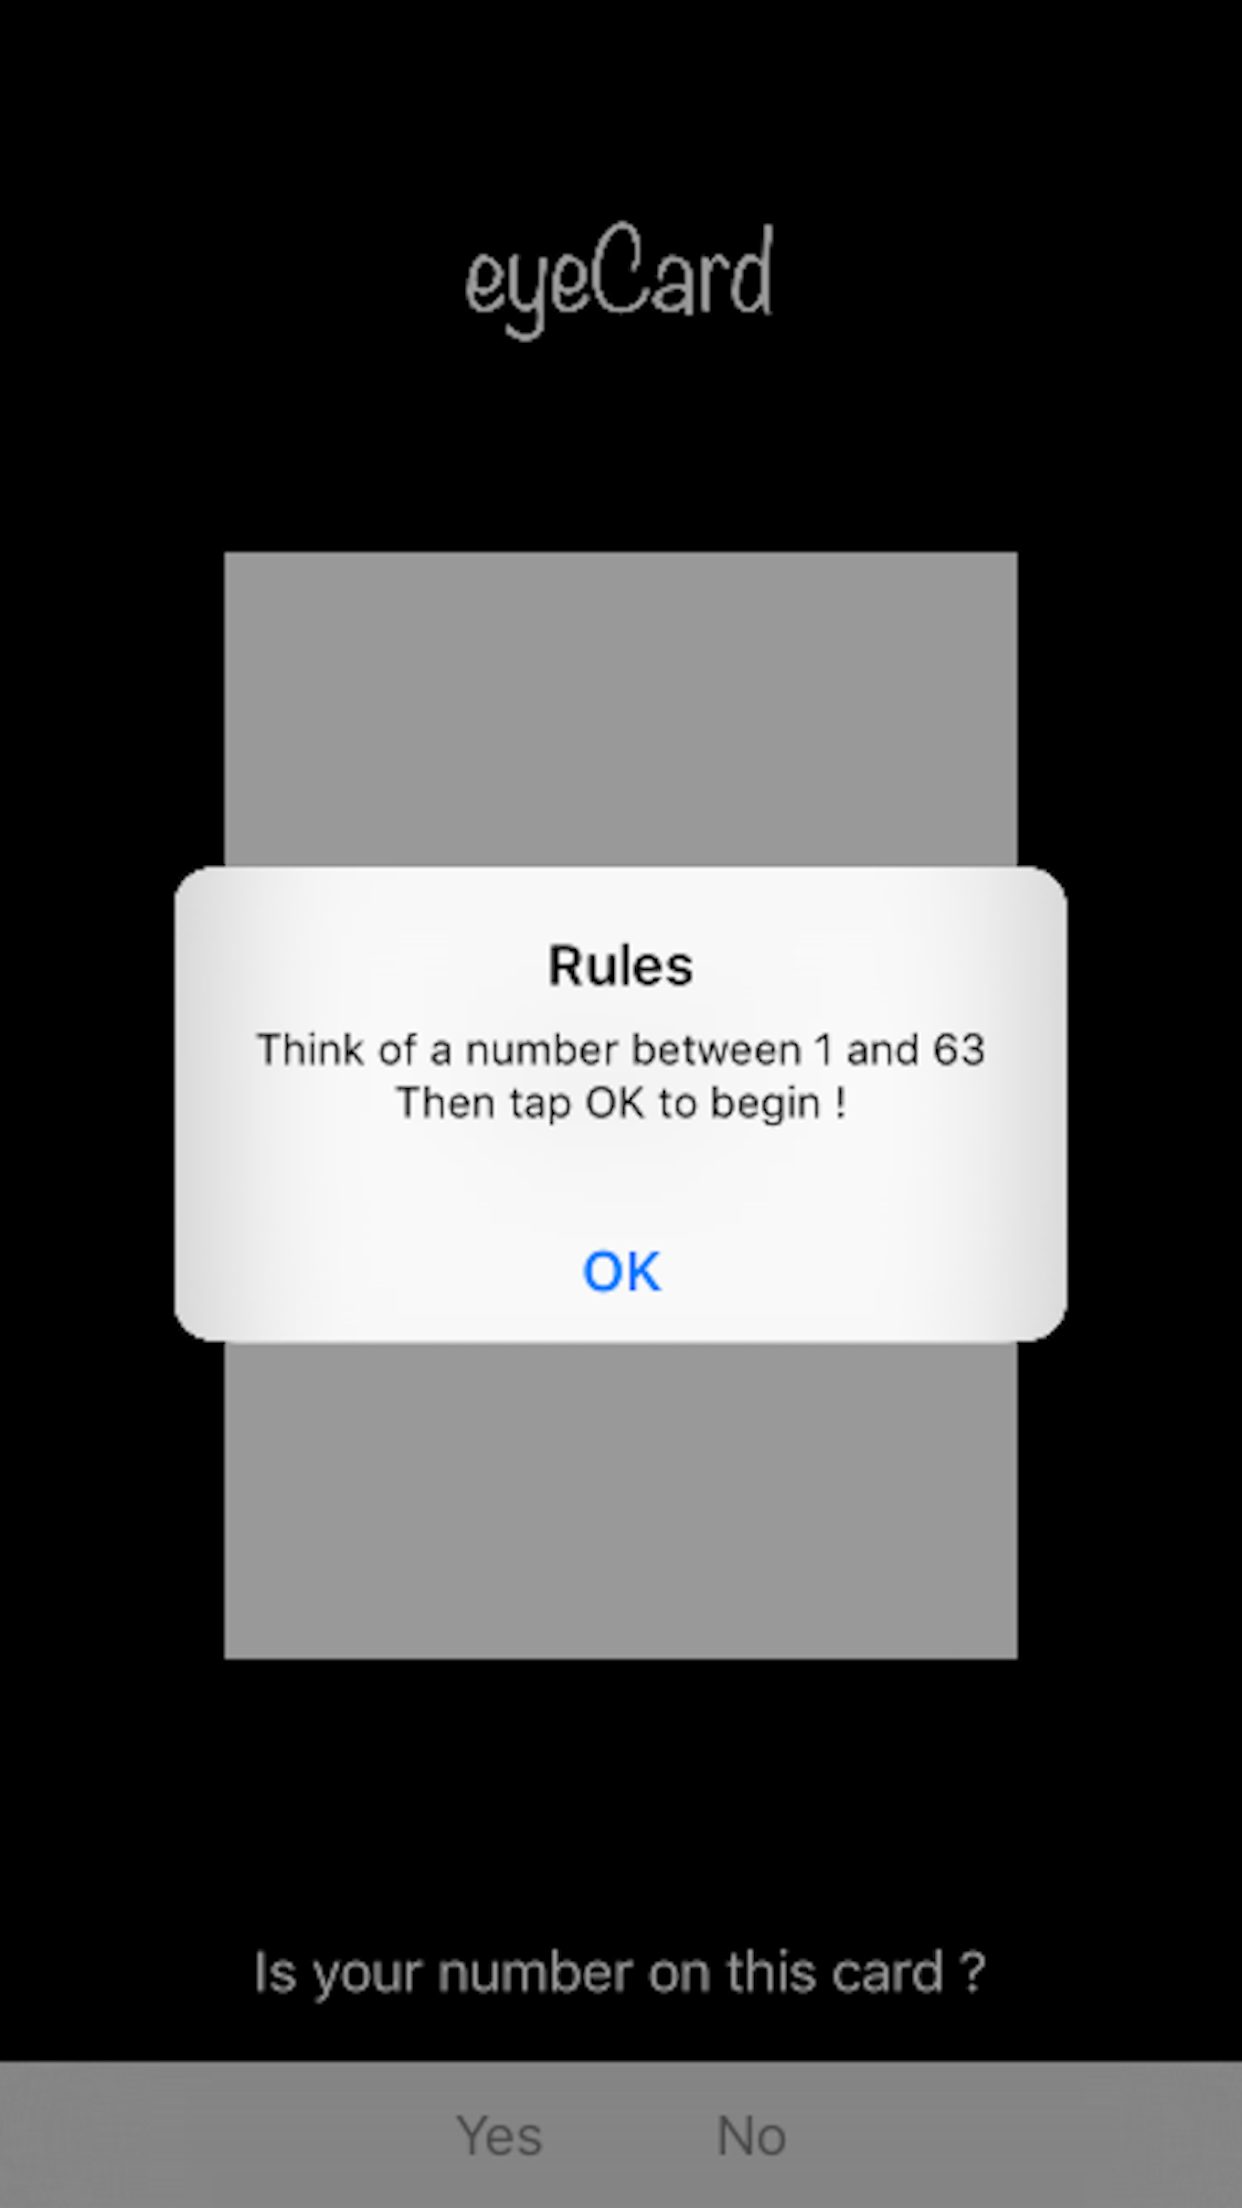 eyeCard
Rules
Think of a number between 1 and 63
Then tap OK to begin !
OK
Is your number on this card ?
Yes No